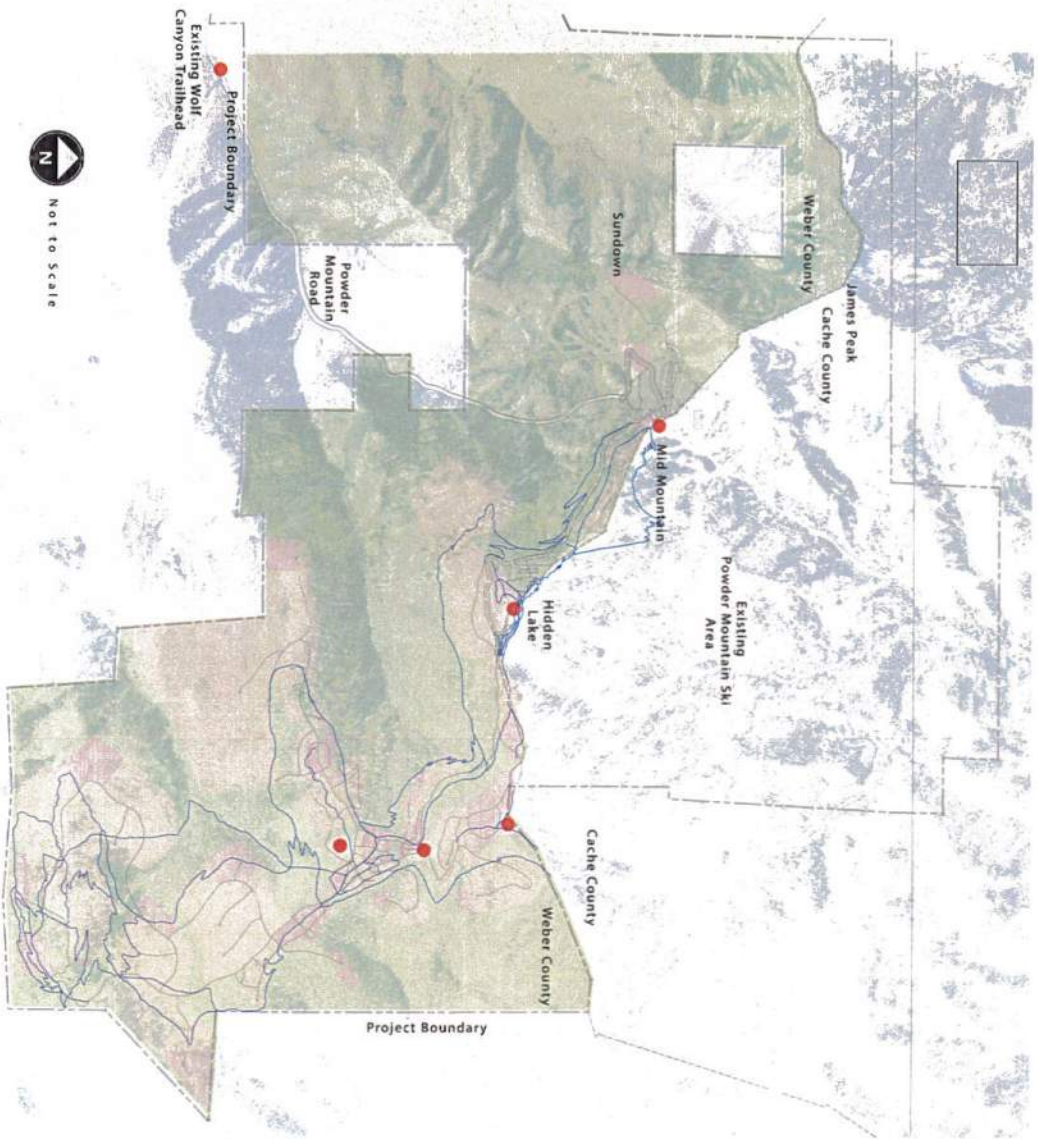 Existing Wolf
Canyon Trailhead
Project Boundary
N
Not to Scale
Powder
Mountain
Road
Sundown
Weber County
James Peak
Cache County
Mid Mountain
Existing
Powder Mountain Ski
Area
Hidden
Lake
Cache County
Weber County
Project Boundary